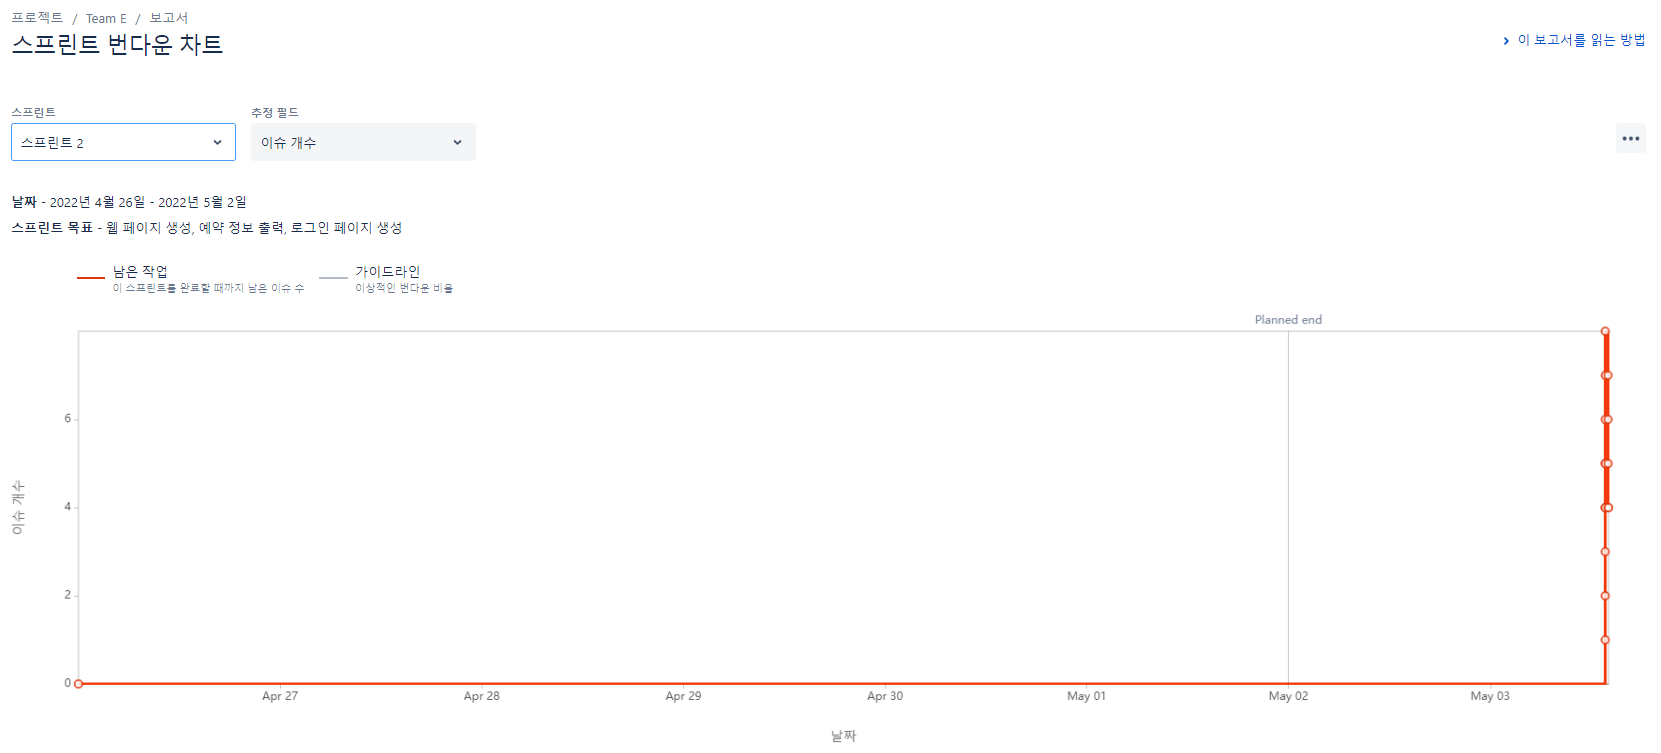 프로젝트 / Team E / 보고서
스프린트 번다운 차트
이 보고서를 읽는 방법
스프린트
추정 필드
스프린트 2
이슈 개수
날짜 - 2022년 4월 26일 - 2022년 5월 2일
스프린트 목표 - 웹 페이지 생성, 예약 정보 출력, 로그인 페이지 생성
남은 작업
이 스프린트를 완료할 때까지 남은 이슈 수
가이드라인
이상적인 번다운 비율
Planned end
6
4
2
0
이슈 개수
Apr 27
Apr 28
Apr 29
Apr 30
May 01
May 02
May 03
날짜